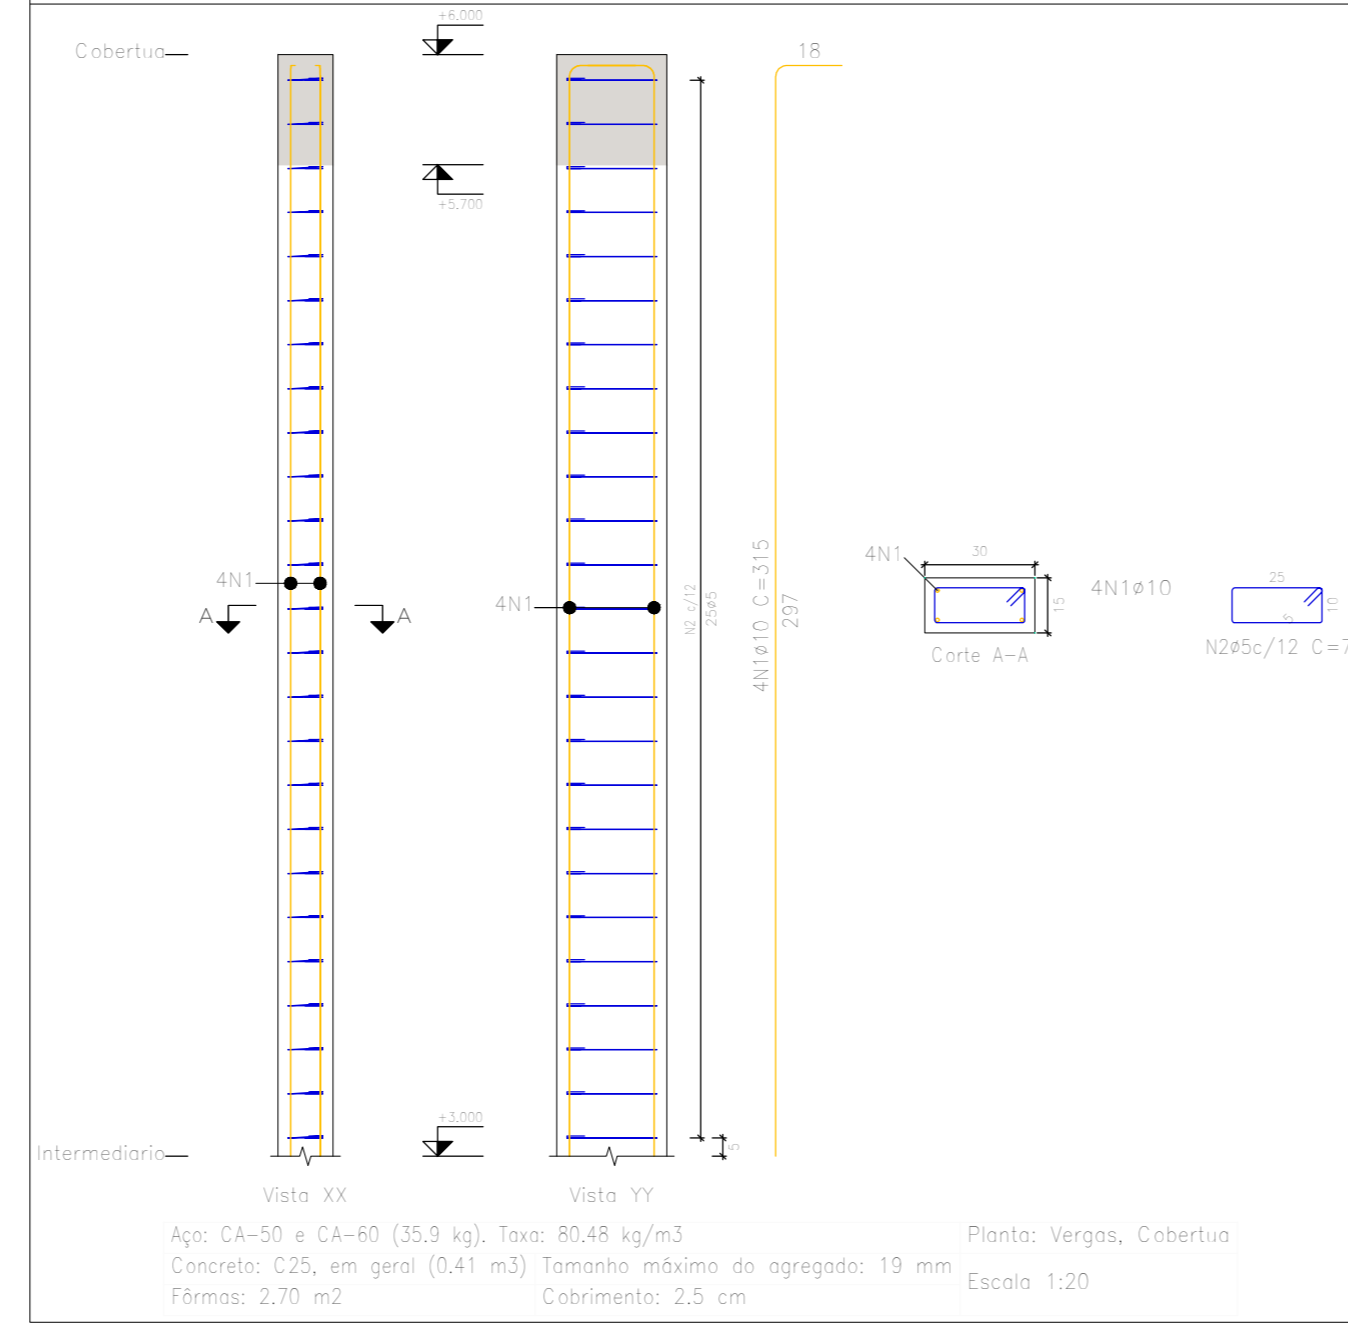 +6.000
Cobertua
18
+5.700
4N1ø10 C=315
297
N2 c/12
25ø5
4N1
A
A
4N1
4N1
30
15
Corte A-A
4N1ø10
25
10
5
N2ø5c/12 C=7
+3.000
5
Intermediario
Vista XX
Vista YY
Aço: CA-50 e CA-60 (35.9 kg). Taxa: 80.48 kg/m3
Planta: Vergas, Cobertua
Concreto: C25, em geral (0.41 m3)
Tamanho máximo do agregado: 19 mm
Escala 1:20
Fôrmas: 2.70 m2
Cobrimento: 2.5 cm